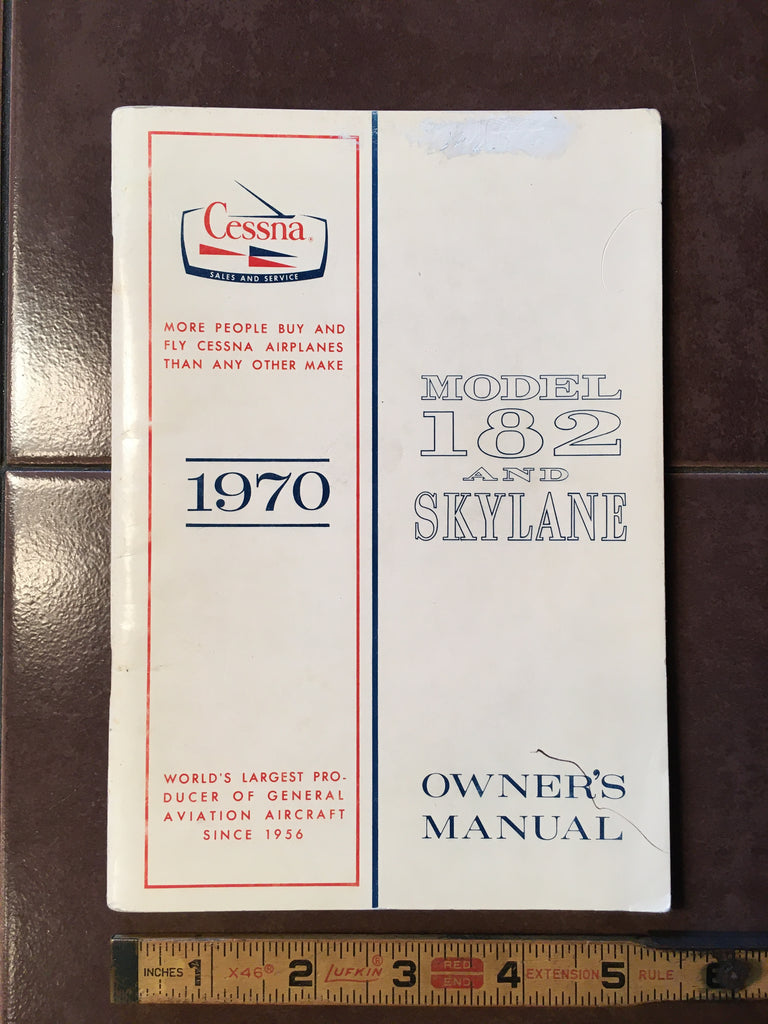 Cessna®
SALES AND SERVICE
MORE PEOPLE BUY AND
FLY CESSNA AIRPLANES
THAN ANY OTHER MAKE
1970
WORLD'S LARGEST PRO-
DUCER OF GENERAL
AVIATION AIRCRAFT
SINCE 1956
MODEL
182
AND
SKYLANE
OWNER'S
MANUAL
INCHES 1 X46® 2 LUFKIN® 3 RED END 4 EXTENSION 5 RULE